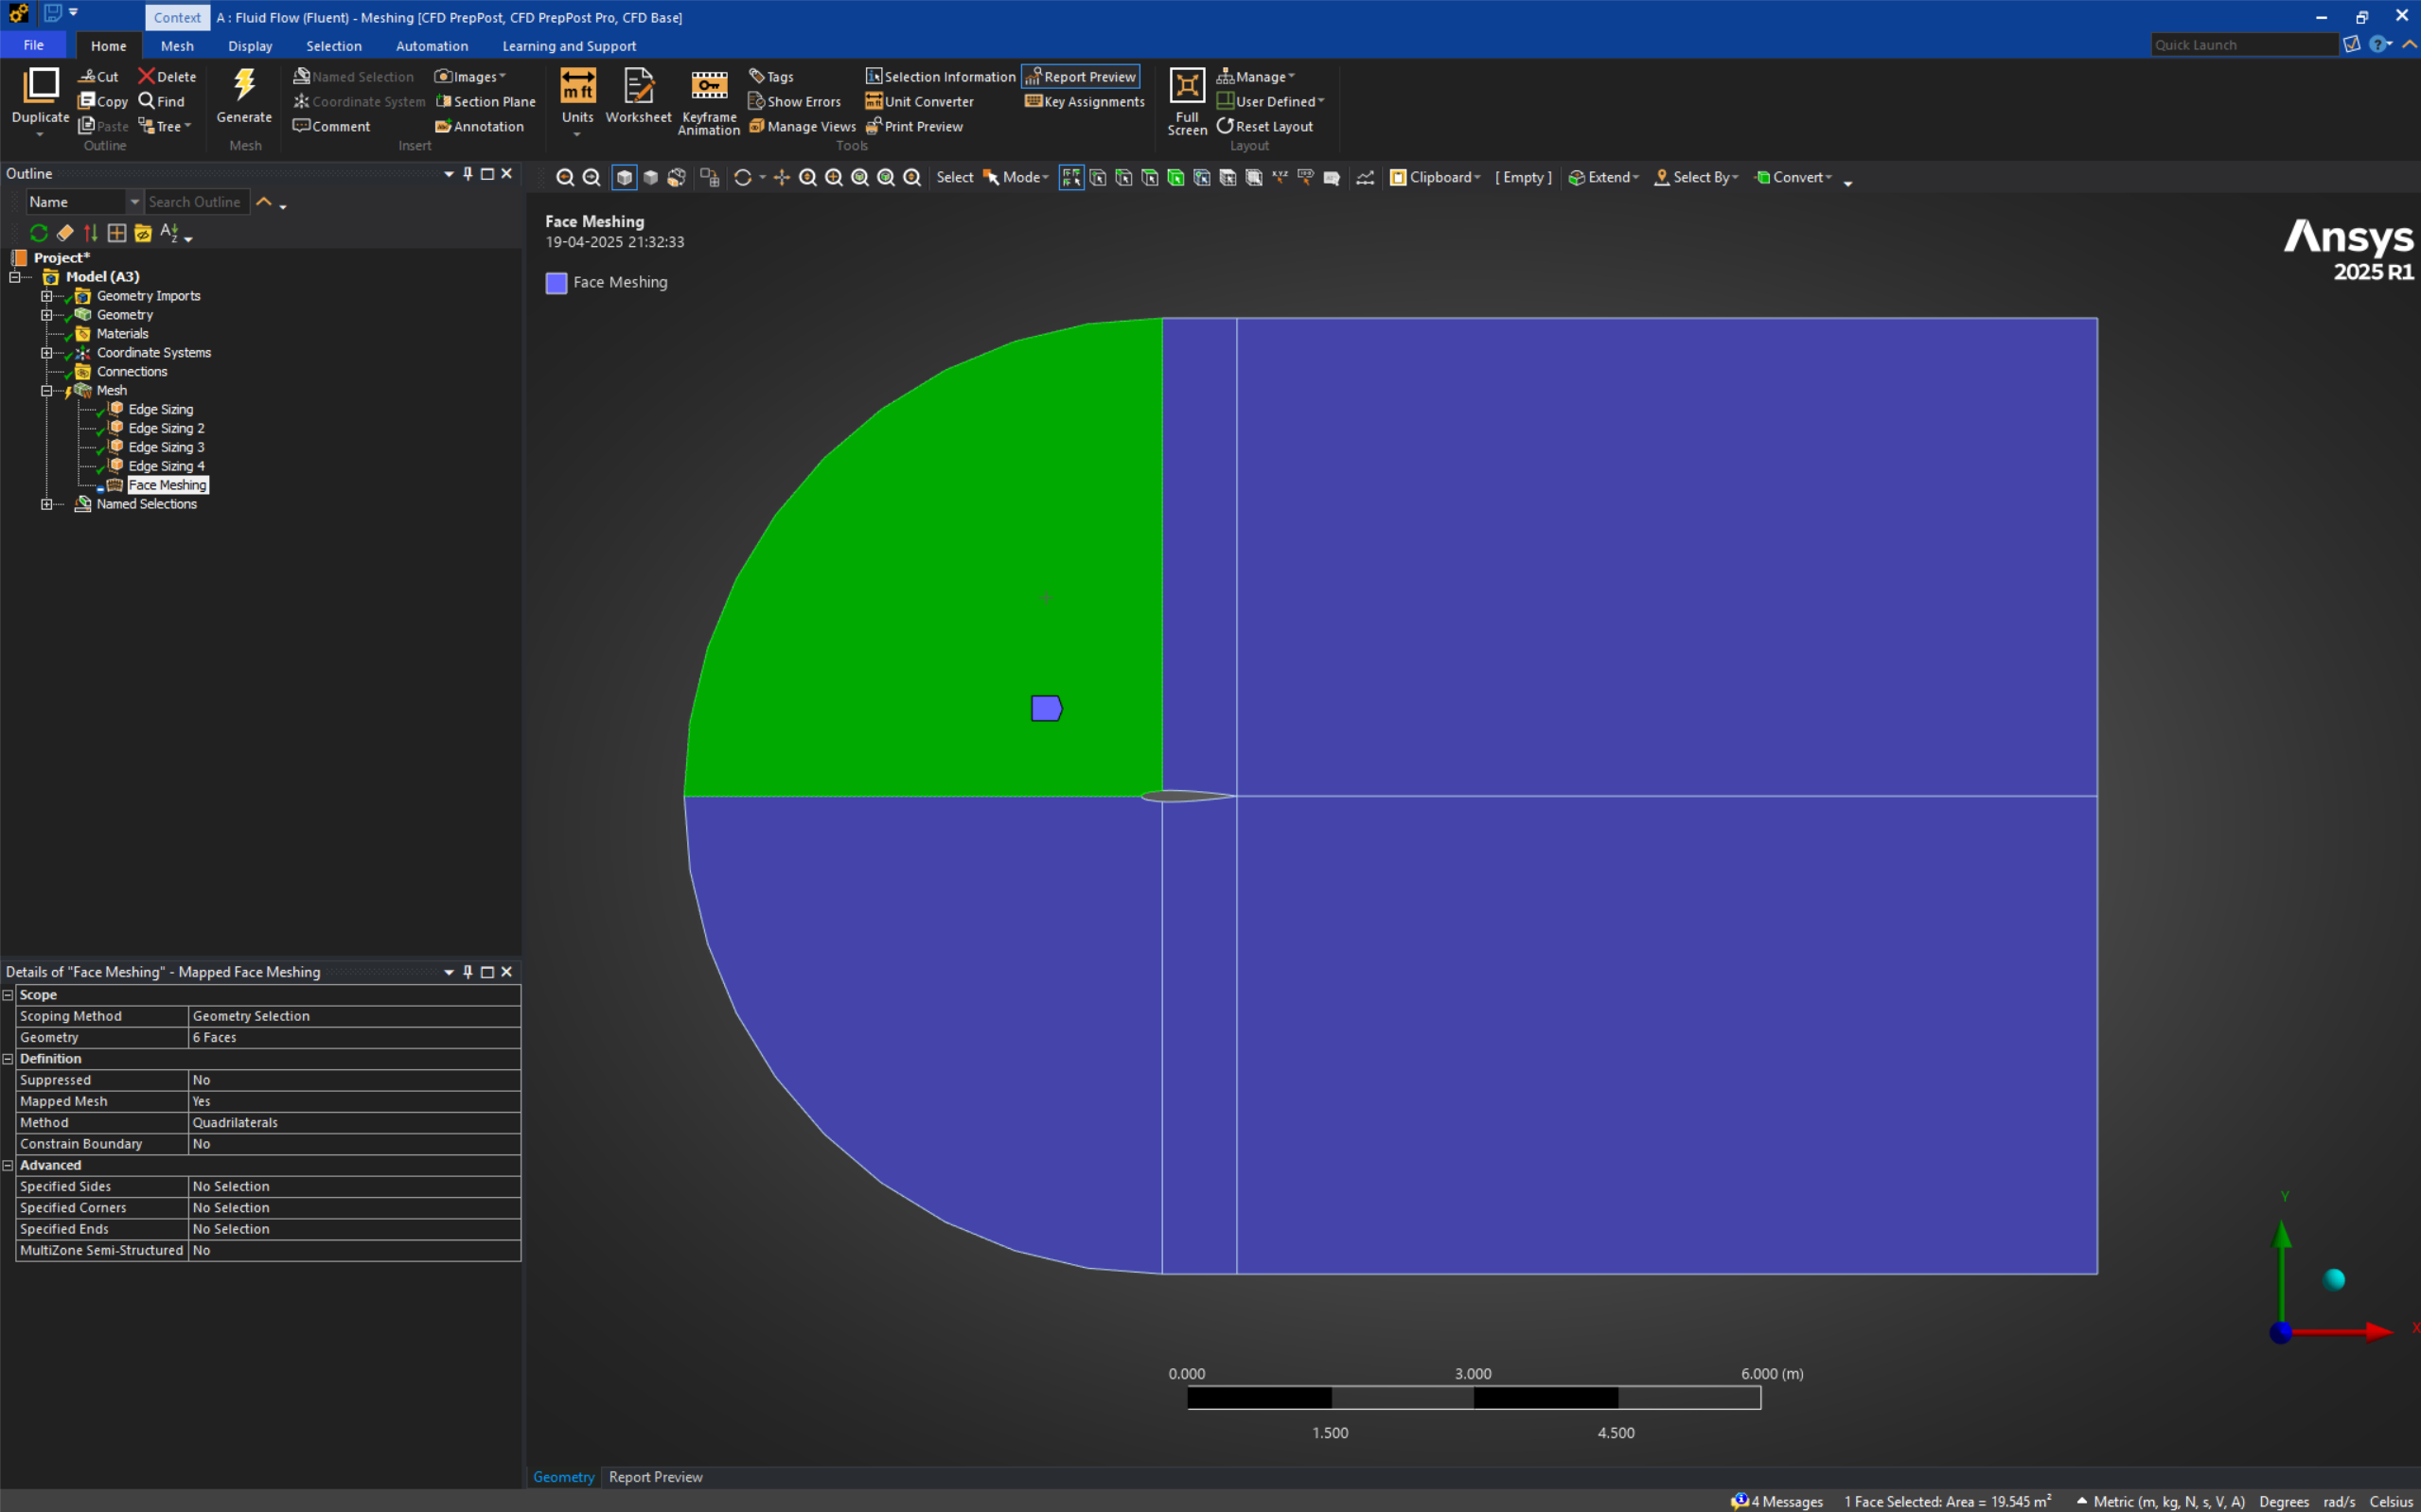 Context A : Fluid Flow (Fluent) - Meshing [CFD PrepPost, CFD PrepPost Pro, CFD Base]
File Home Mesh Display Selection Automation Learning and Support Quick Launch
Duplicate
Cut Delete
Copy Find
Paste Tree
Outline
Generate
Mesh
Named Selection Images
Coordinate System Section Plane
Comment Annotation
Insert
m ft
Units
Worksheet
Keyframe
Animation
Tags Selection Information Report Preview
Show Errors Unit Converter Key Assignments
Manage Views Print Preview
Tools
Full
Screen
Manage
User Defined
Reset Layout
Layout
Outline
Name Search Outline
Project*
Model (A3)
Geometry Imports
Geometry
Materials
Coordinate Systems
Connections
Mesh
Edge Sizing
Edge Sizing 2
Edge Sizing 3
Edge Sizing 4
Face Meshing
Named Selections
Details of "Face Meshing" - Mapped Face Meshing
Scope
Scoping Method Geometry Selection
Geometry 6 Faces
Definition
Suppressed No
Mapped Mesh Yes
Method Quadrilaterals
Constrain Boundary No
Advanced
Specified Sides No Selection
Specified Corners No Selection
Specified Ends No Selection
MultiZone Semi-Structured No
Select Mode Clipboard [ Empty ] Extend Select By Convert
Face Meshing
19-04-2025 21:32:33
Face Meshing
Ansys
2025 R1
Y
X
0.000 3.000 6.000 (m)
1.500 4.500
Geometry Report Preview
4 Messages 1 Face Selected: Area = 19.545 m² Metric (m, kg, N, s, V, A) Degrees rad/s Celsius